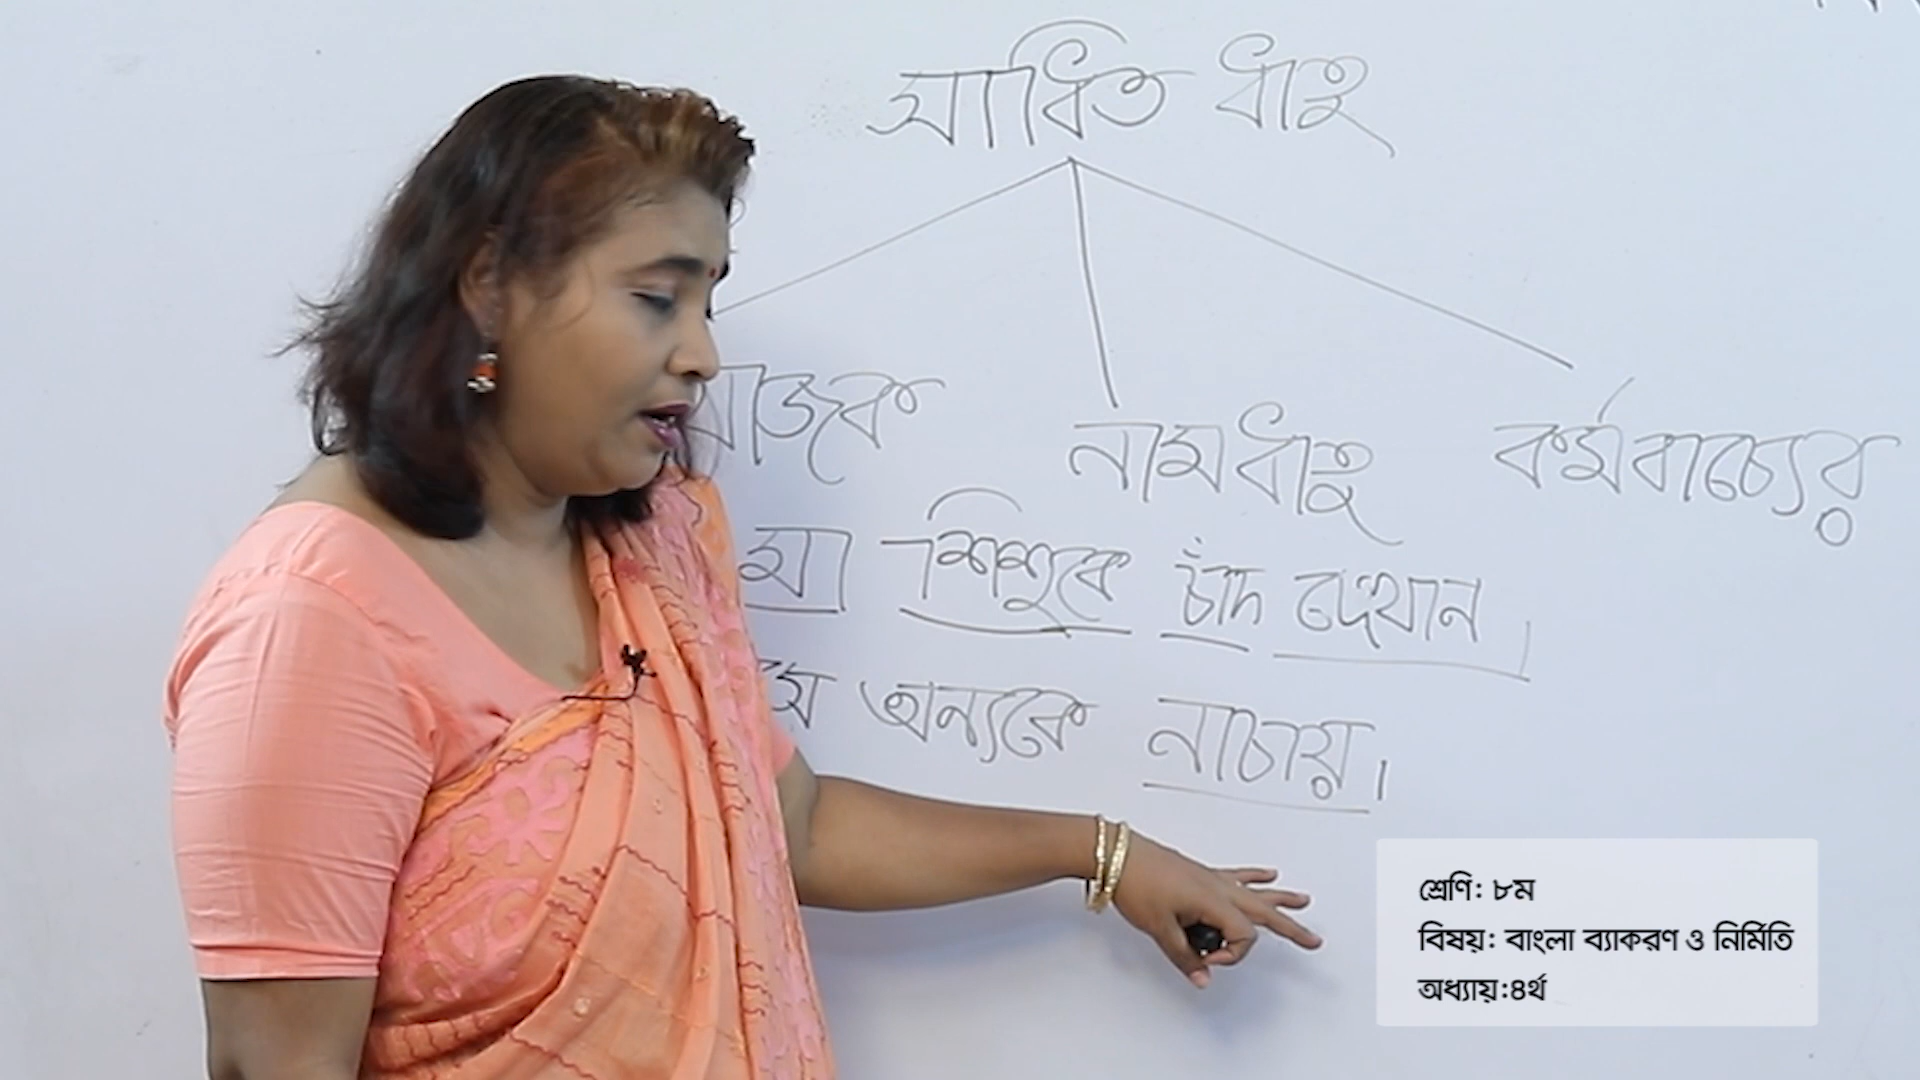 সাধিত ধাতু
নামধাতু কর্মবাচ্যের
মা শিশুকে চাঁদ দেখান।
অন্যকে নাচায়।
শ্রেণি: ৮ম
বিষয়: বাংলা ব্যাকরণ ও নির্মিতি
অধ্যায়:৪র্থ